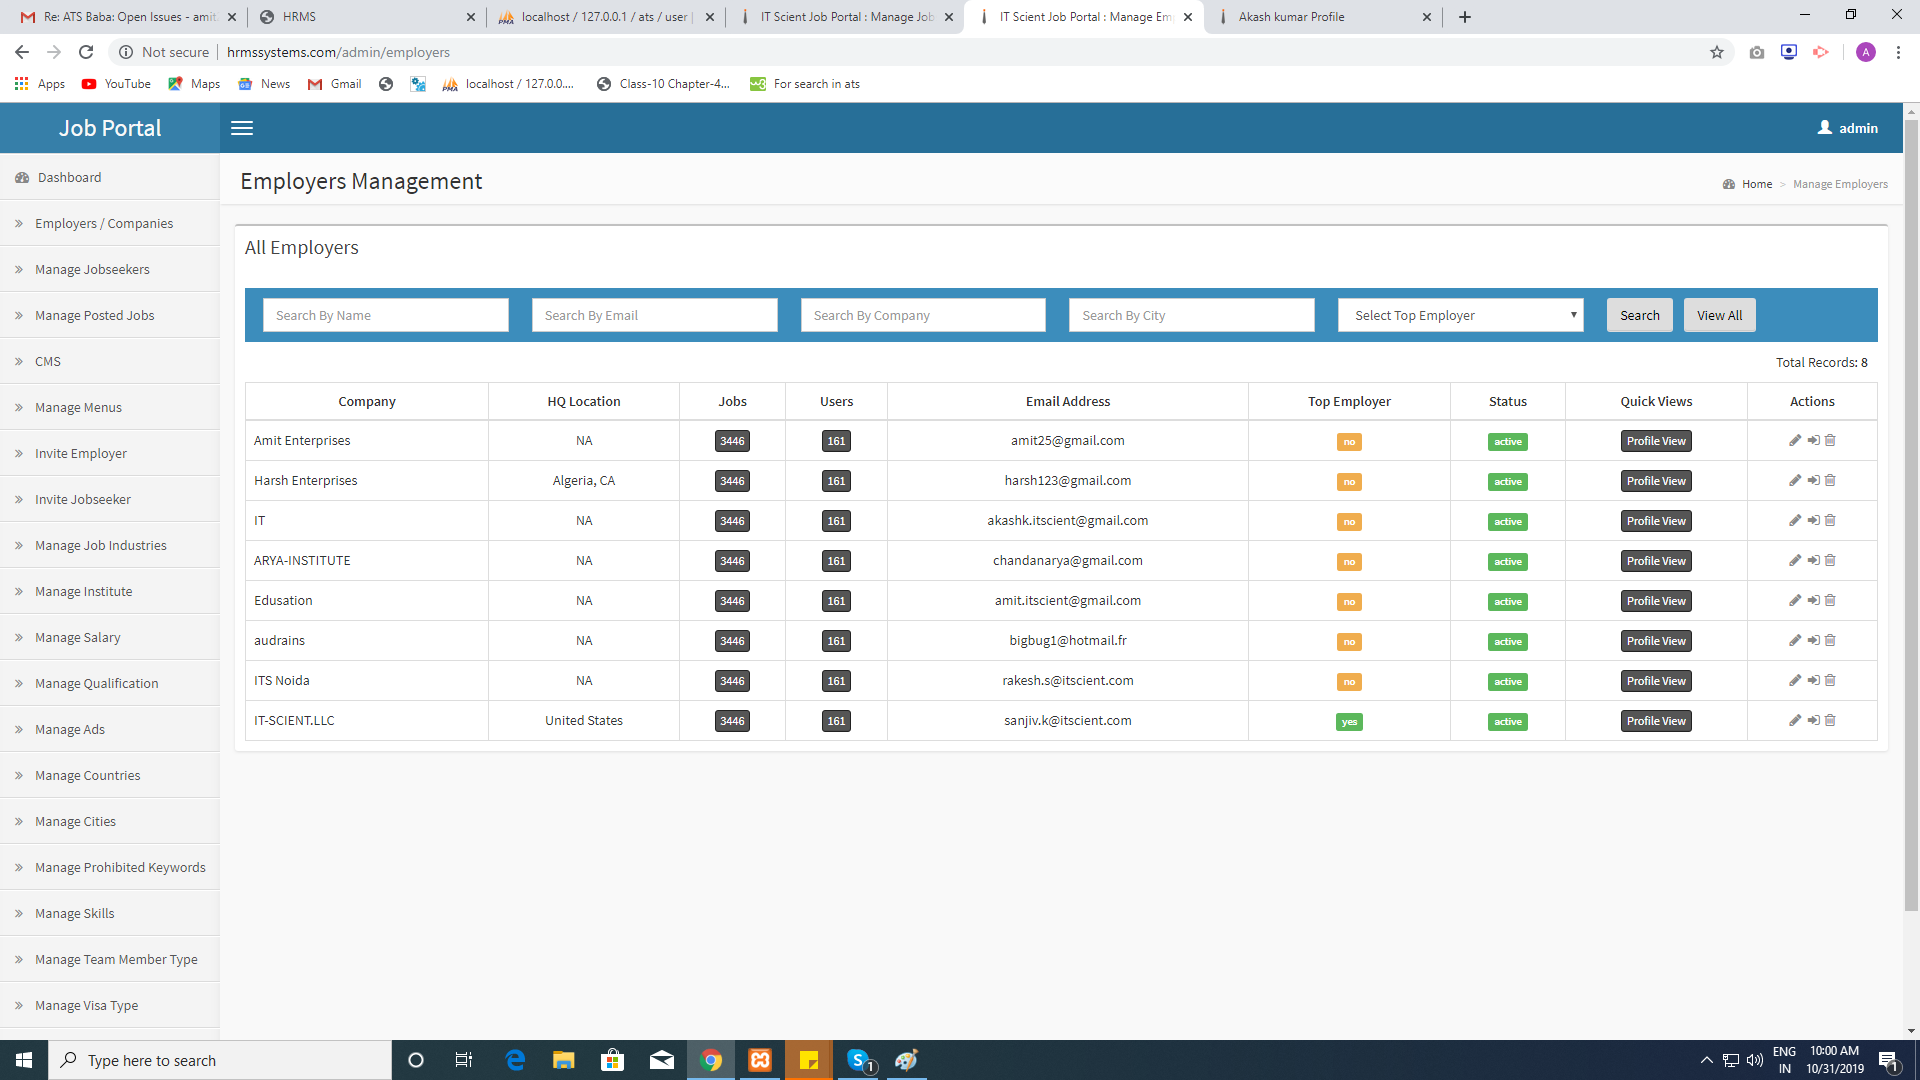 Re: ATS Baba: Open Issues - amit
HRMS
localhost / 127.0.0.1 / ats / user
IT Scient Job Portal : Manage Job
IT Scient Job Portal : Manage Em
Akash kumar Profile
Not secure
hrmssystems.com/admin/employers
A
Apps
YouTube
Maps
News
Gmail
localhost / 127.0.0....
Class-10 Chapter-4...
For search in ats
Job Portal
admin
Employers Management
Home > Manage Employers
Dashboard
Employers / Companies
Manage Jobseekers
Manage Posted Jobs
CMS
Manage Menus
Invite Employer
Invite Jobseeker
Manage Job Industries
Manage Institute
Manage Salary
Manage Qualification
Manage Ads
Manage Countries
Manage Cities
Manage Prohibited Keywords
Manage Skills
Manage Team Member Type
Manage Visa Type
All Employers
Search By Name
Search By Email
Search By Company
Search By City
Select Top Employer
Search
View All
Total Records: 8
Company HQ Location Jobs Users Email Address Top Employer Status Quick Views Actions
Amit Enterprises NA 3446 161 amit25@gmail.com no active Profile View
Harsh Enterprises Algeria, CA 3446 161 harsh123@gmail.com no active Profile View
IT NA 3446 161 akashk.itscient@gmail.com no active Profile View
ARYA-INSTITUTE NA 3446 161 chandanarya@gmail.com no active Profile View
Edusation NA 3446 161 amit.itscient@gmail.com no active Profile View
audrains NA 3446 161 bigbug1@hotmail.fr no active Profile View
ITS Noida NA 3446 161 rakesh.s@itscient.com no active Profile View
IT-SCIENT.LLC United States 3446 161 sanjiv.k@itscient.com yes active Profile View
Type here to search
1
ENG
IN
10:00 AM
10/31/2019
1